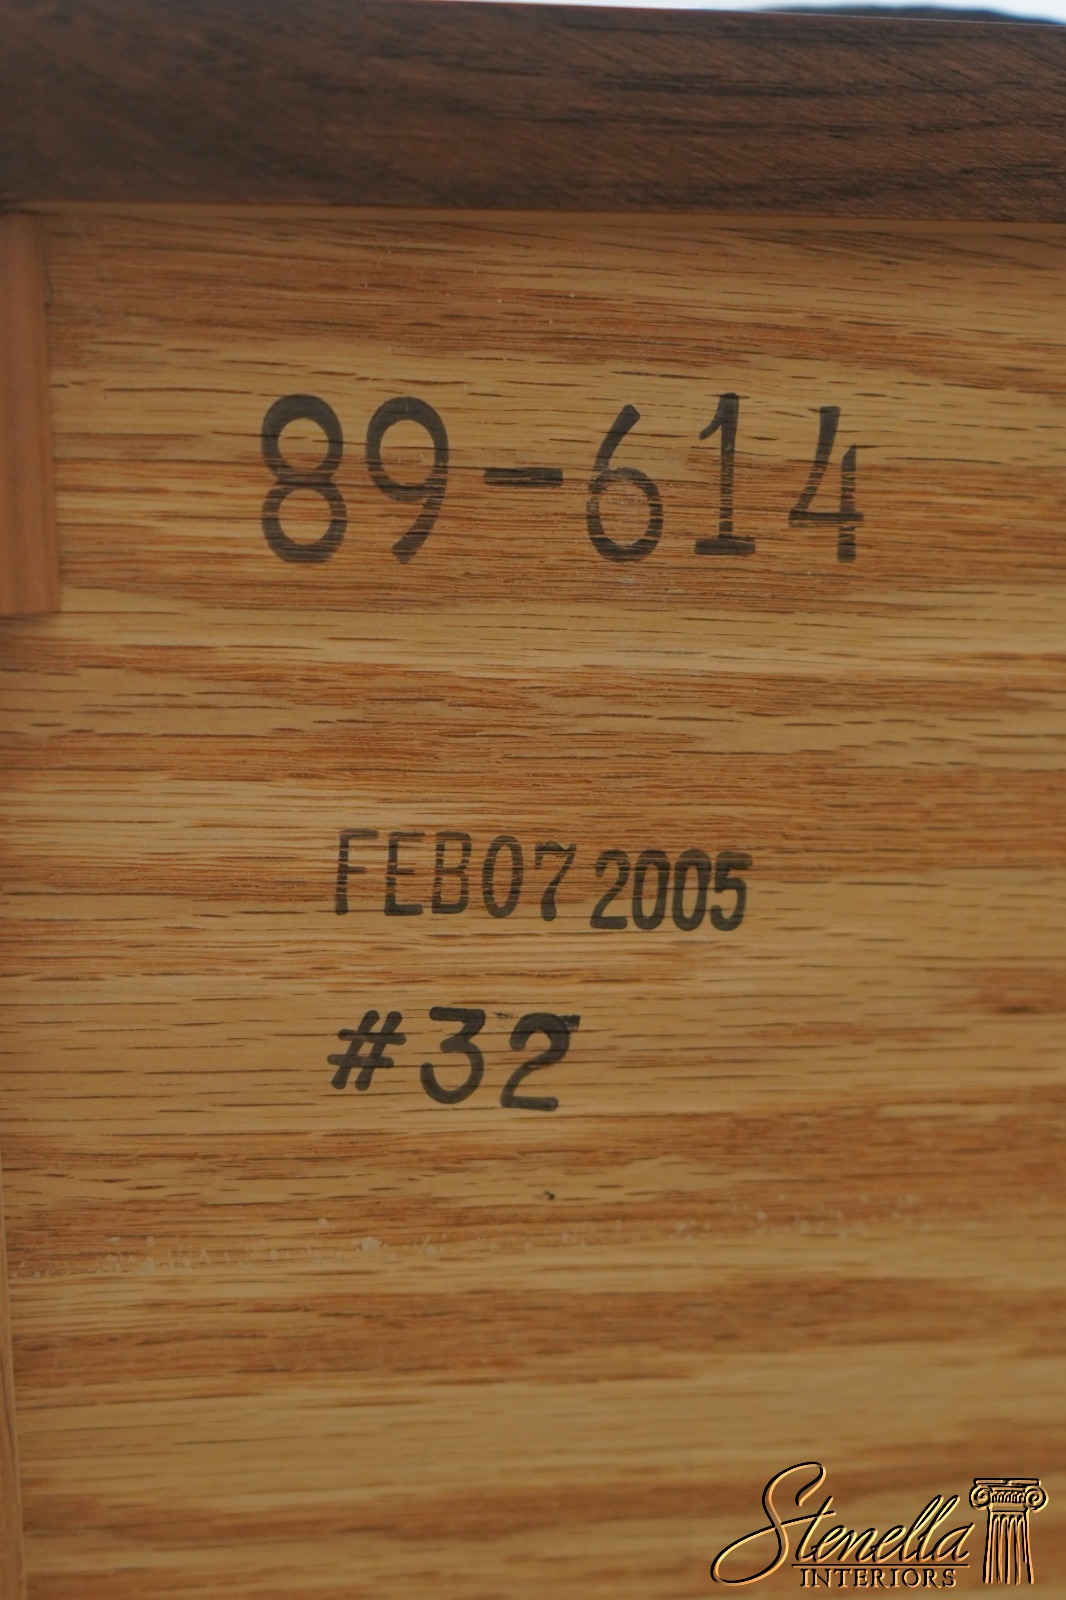 89-614
FEB07 2005
#32
Stenella
INTERIORS